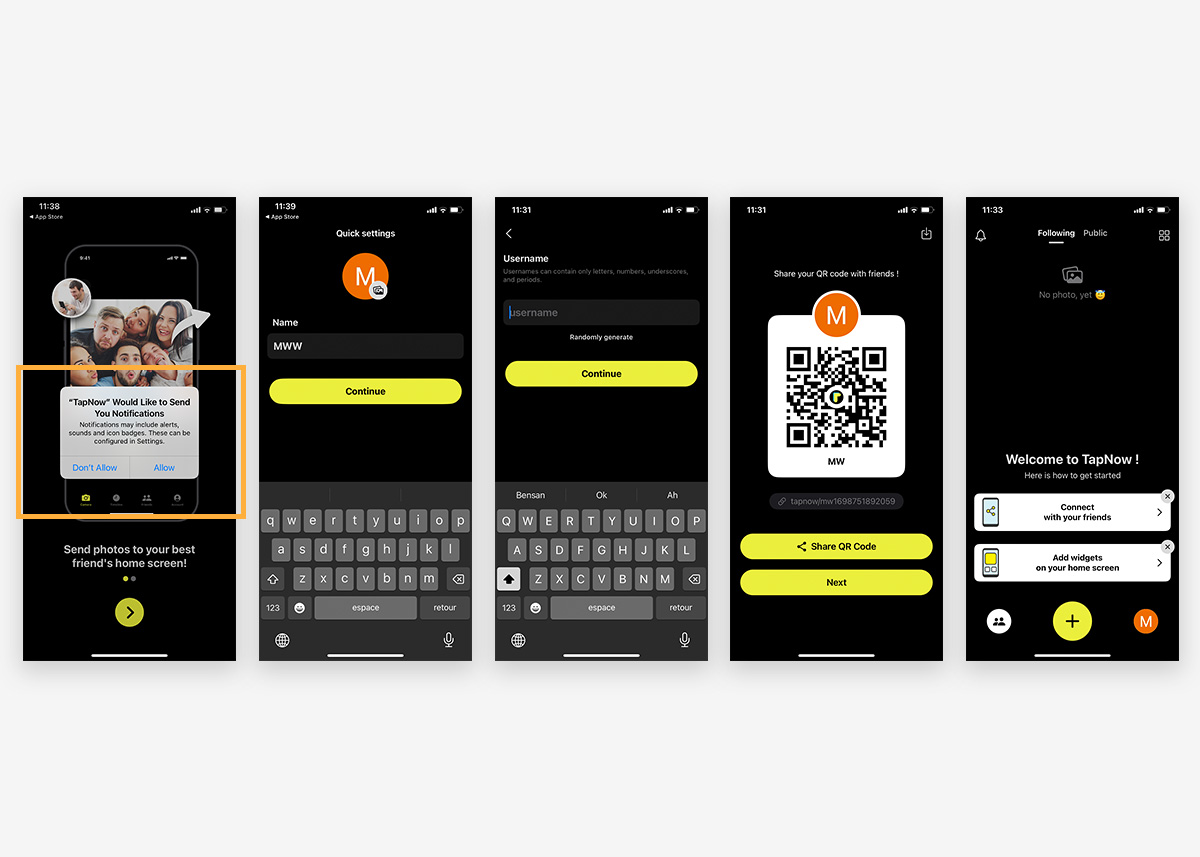 11:38
◀ App Store
9:41
“TapNow” Would Like to Send
You Notifications
Notifications may include alerts,
sounds and icon badges. These can be
configured in Settings.
Don’t Allow
Allow
Camera
Friends
Send photos to your best
friend's home screen!
11:39
◀ App Store
Quick settings
M
Name
MWW
Continue
q w e r t y u i o p
a s d f g h j k l
z x c v b n m
123
espace
retour
11:31
Username
Usernames can contain only letters, numbers, underscores,
and periods.
username
Randomly generate
Continue
Bensan
Ok
Ah
Q W E R T Y U I O P
A S D F G H J K L
Z X C V B N M
123
espace
retour
11:31
Share your QR code with friends !
M
MW
tapnow/mw1698751892059
Share QR Code
Next
11:33
Following
Public
No photo, yet 😇
Welcome to TapNow !
Here is how to get started
Connect
with your friends
Add widgets
on your home screen
M